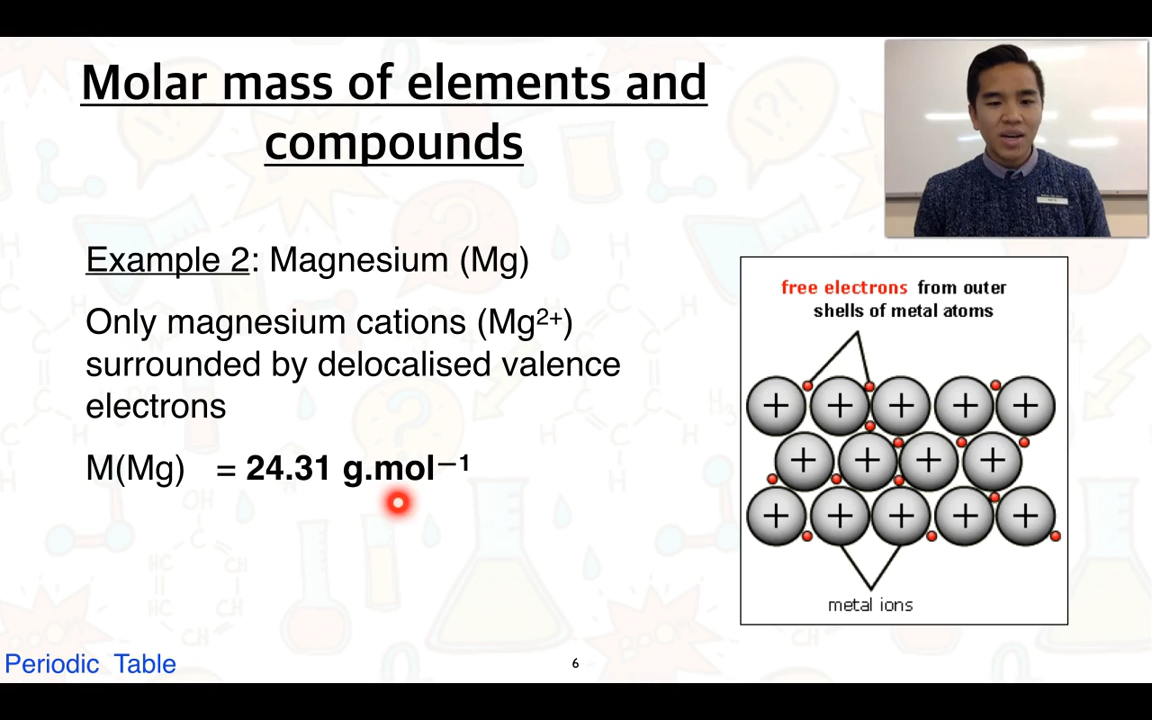 Molar mass of elements and
compounds
Example 2: Magnesium (Mg)
Only magnesium cations (Mg²⁺)
surrounded by delocalised valence
electrons
M(Mg) = 24.31 g.mol⁻¹
free electrons from outer
shells of metal atoms
+ + + + +
+ + + +
+ + + + +
metal ions
Periodic Table
6